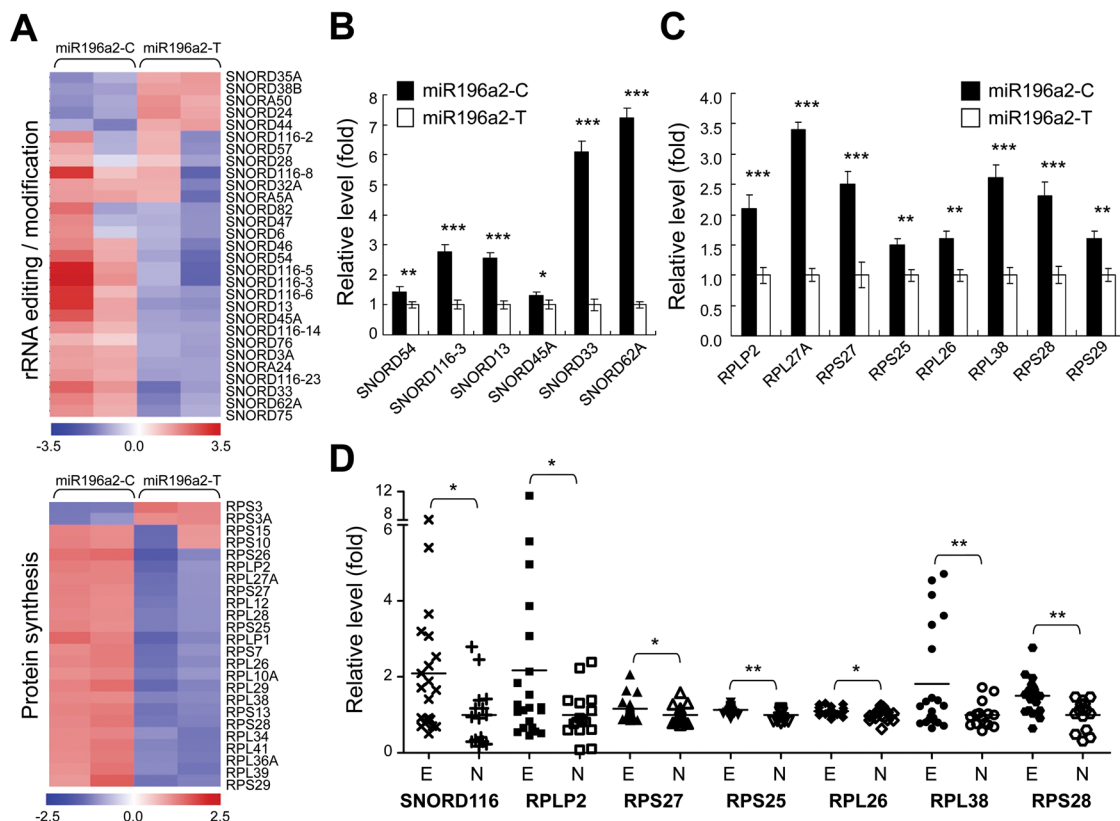 A
miR196a2-C miR196a2-T
rRNA editing / modification
SNORD35A
SNORD38B
SNORA50
SNORD24
SNORD44
SNORD116-2
SNORD57
SNORD28
SNORD116-8
SNORD32A
SNORA5A
SNORD82
SNORD47
SNORD6
SNORD46
SNORD54
SNORD116-5
SNORD116-3
SNORD116-6
SNORD13
SNORD45A
SNORD116-14
SNORD76
SNORD3A
SNORA24
SNORD116-23
SNORD33
SNORD62A
SNORD75
-3.5 0.0 3.5
miR196a2-C miR196a2-T
Protein synthesis
RPS3
RPS3A
RPS15
RPS10
RPS26
RPLP2
RPL27A
RPS27
RPL12
RPL28
RPS25
RPLP1
RPS7
RPL26
RPL10A
RPL29
RPL38
RPS13
RPS28
RPL34
RPL41
RPL36A
RPL39
RPS29
-2.5 0.0 2.5
B
miR196a2-C
miR196a2-T
Relative level (fold)
8
7
6
5
4
3
2
1
0
** *** *** * *** ***
SNORD54 SNORD116-3 SNORD13 SNORD45A SNORD33 SNORD62A
C
miR196a2-C
miR196a2-T
Relative level (fold)
4.0
3.5
3.0
2.5
2.0
1.5
1.0
0.5
0.0
*** *** *** ** ** *** *** **
RPLP2 RPL27A RPS27 RPS25 RPL26 RPL38 RPS28 RPS29
D
Relative level (fold)
12
8
6
4
2
0
* * * ** * ** **
E N E N E N E N E N E N E N
SNORD116 RPLP2 RPS27 RPS25 RPL26 RPL38 RPS28